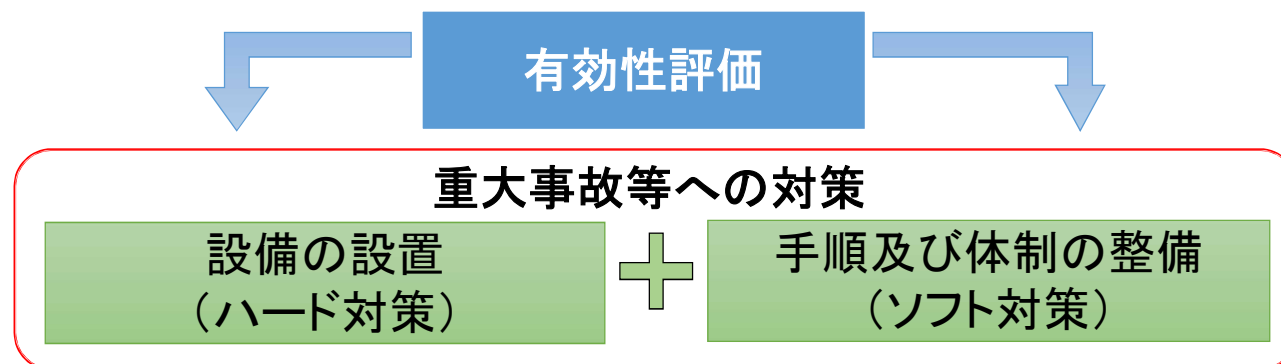 有効性評価
重大事故等への対策
設備の設置
（ハード対策）
手順及び体制の整備
（ソフト対策）